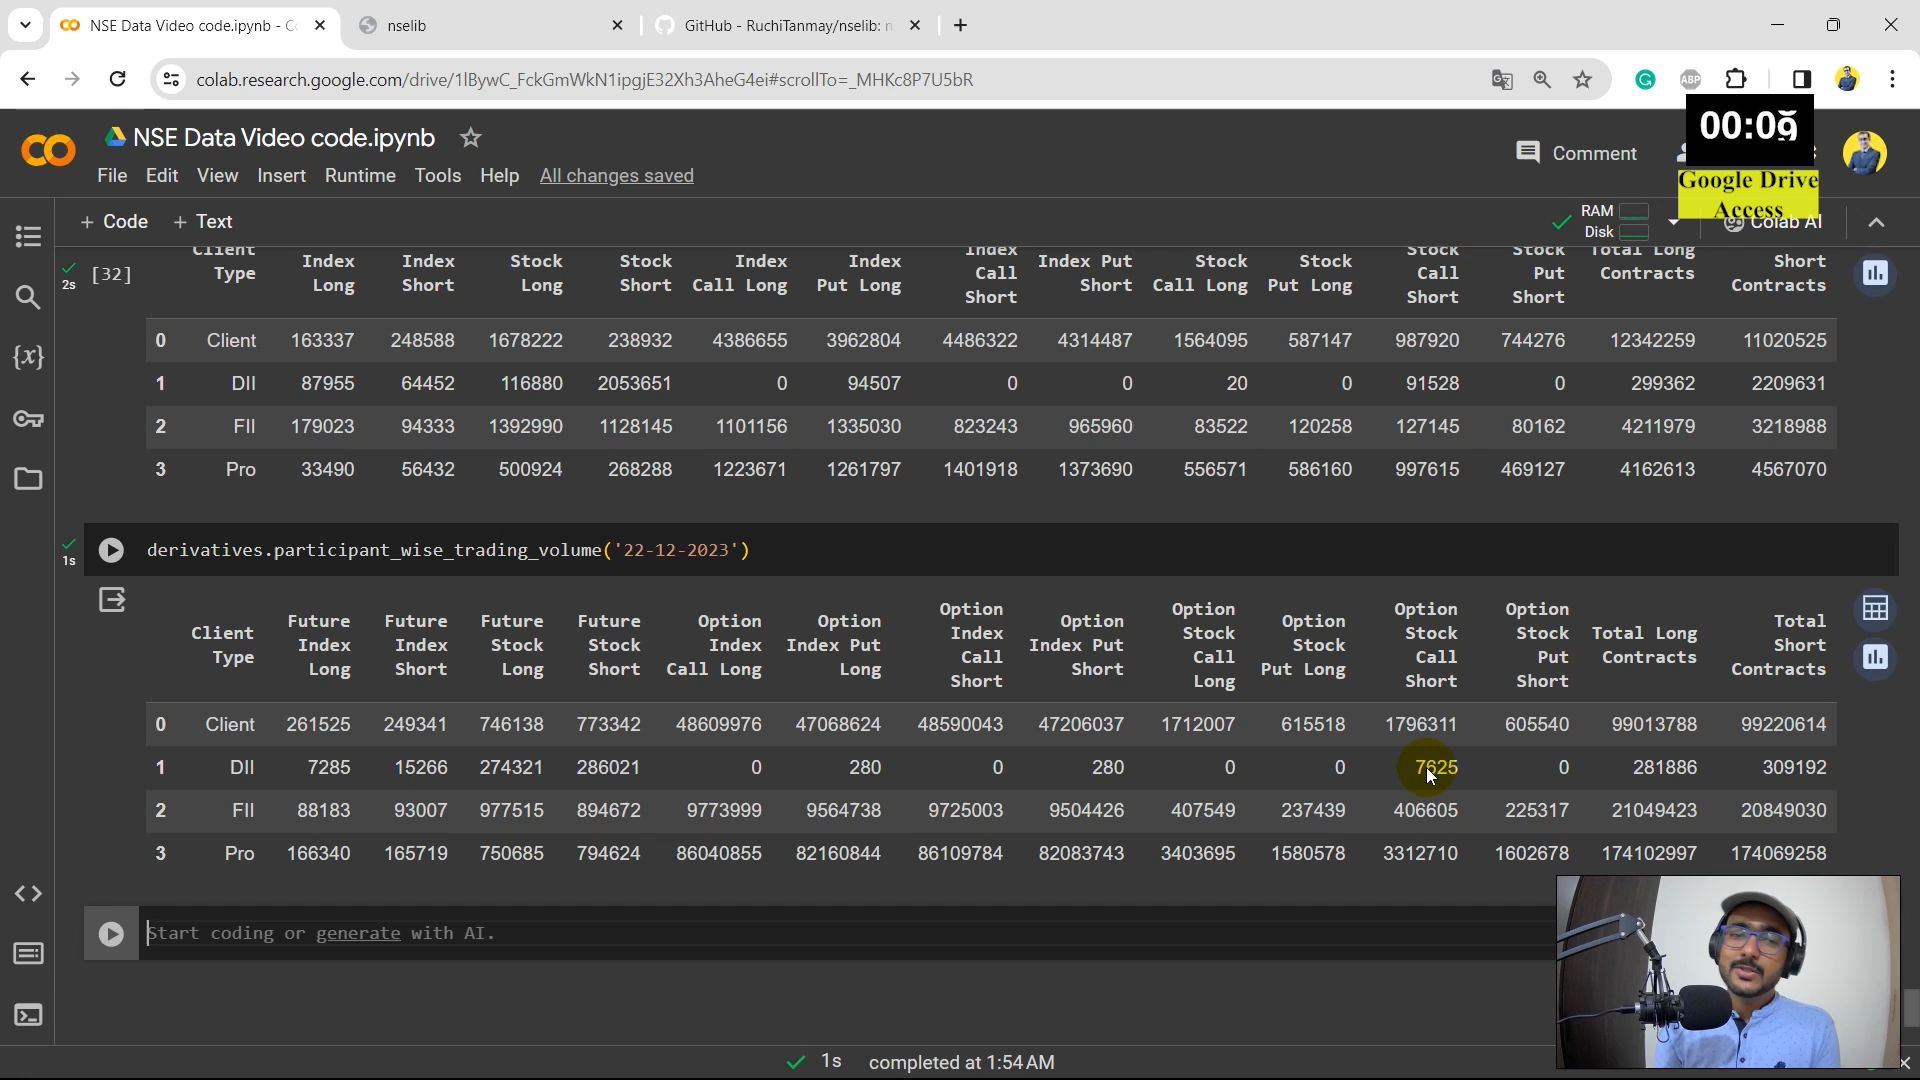 NSE Data Video code.ipynb - C
nselib
GitHub - RuchiTanmay/nselib: n
colab.research.google.com/drive/1lBywC_FckGmWkN1ipgjE32Xh3AheG4ei#scrollTo=_MHKc8P7U5bR
ABP
00:09
NSE Data Video code.ipynb
Comment
File Edit View Insert Runtime Tools Help All changes saved
Google Drive
Access
+ Code + Text
RAM
Disk
Colab AI
2s [32]
Client Type Index Long Index Short Stock Long Stock Short Index Call Long Index Put Long Index Call Short Index Put Short Stock Call Long Stock Put Long Stock Call Short Stock Put Short Total Long Contracts Short Contracts
0 Client 163337 248588 1678222 238932 4386655 3962804 4486322 4314487 1564095 587147 987920 744276 12342259 11020525
1 DII 87955 64452 116880 2053651 0 94507 0 0 20 0 91528 0 299362 2209631
2 FII 179023 94333 1392990 1128145 1101156 1335030 823243 965960 83522 120258 127145 80162 4211979 3218988
3 Pro 33490 56432 500924 268288 1223671 1261797 1401918 1373690 556571 586160 997615 469127 4162613 4567070
1s derivatives.participant_wise_trading_volume('22-12-2023')
Client Type Future Index Long Future Index Short Future Stock Long Future Stock Short Option Index Call Long Option Index Put Long Option Index Call Short Option Index Put Short Option Stock Call Long Option Stock Put Long Option Stock Call Short Option Stock Put Short Total Long Contracts Total Short Contracts
0 Client 261525 249341 746138 773342 48609976 47068624 48590043 47206037 1712007 615518 1796311 605540 99013788 99220614
1 DII 7285 15266 274321 286021 0 280 0 280 0 0 7625 0 281886 309192
2 FII 88183 93007 977515 894672 9773999 9564738 9725003 9504426 407549 237439 406605 225317 21049423 20849030
3 Pro 166340 165719 750685 794624 86040855 82160844 86109784 82083743 3403695 1580578 3312710 1602678 174102997 174069258
Start coding or generate with AI.
1s completed at 1:54 AM